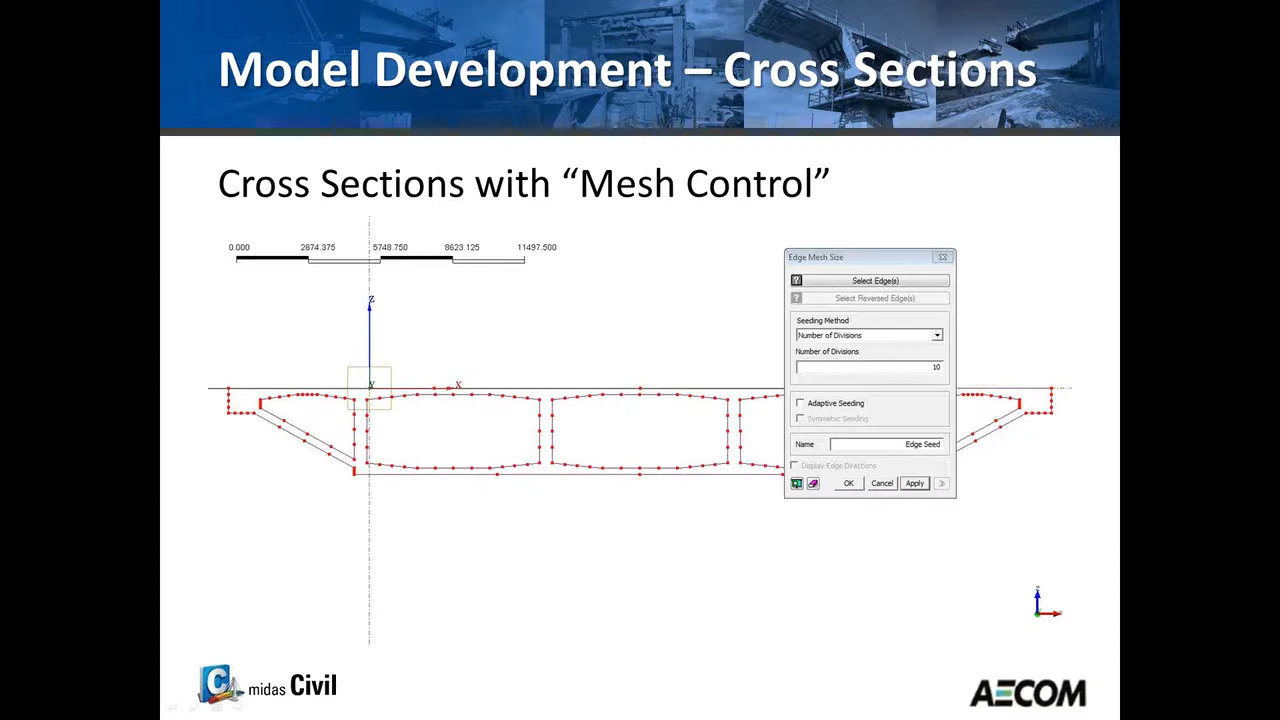 Model Development – Cross Sections
Cross Sections with “Mesh Control”
0.000 2874.375 5748.750 8623.125 11497.500
Z
Y
X
Edge Mesh Size
Select Edge(s)
Select Reversed Edge(s)
Seeding Method
Number of Divisions
Number of Divisions
10
Adaptive Seeding
Symmetric Seeding
Name Edge Seed
Display Edge Directions
OK Cancel Apply >>
Z
midas Civil
AECOM